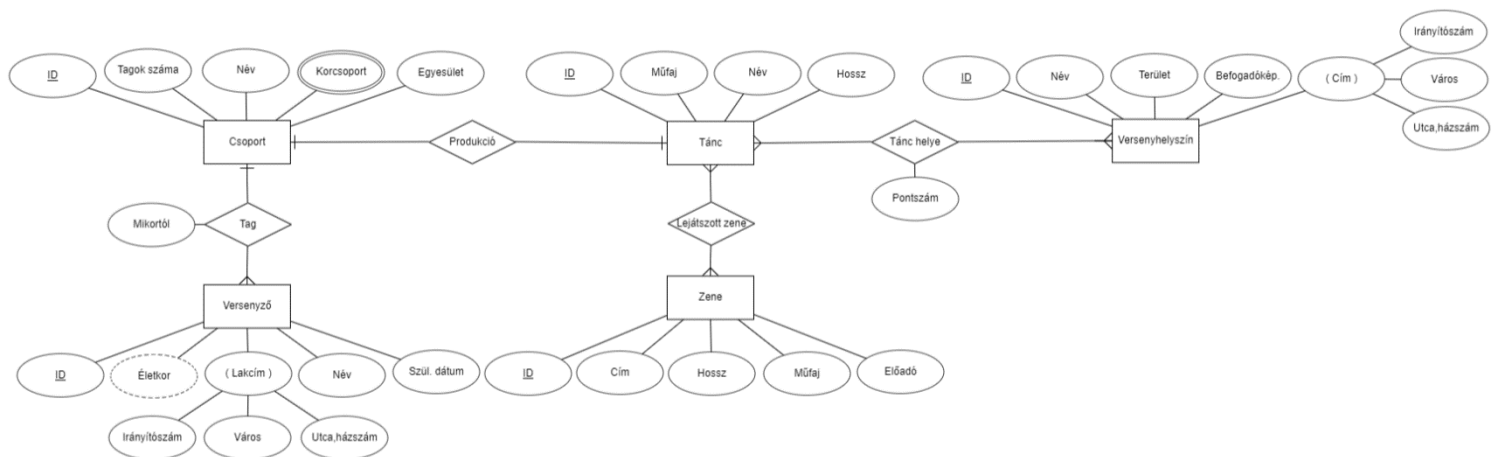 Irányítószám
ID
Tagok száma
Név
Korcsoport
Egyesület
ID
Műfaj
Név
Hossz
ID
Név
Terület
Befogadókép.
( Cím )
Város
Utca,házszám
Csoport
Produkció
Tánc
Tánc helye
Versenyhelyszín
Pontszám
Mikortól
Tag
Lejátszott zene
Versenyző
Zene
ID
Életkor
( Lakcím )
Név
Szül. dátum
ID
Cím
Hossz
Műfaj
Előadó
Irányítószám
Város
Utca,házszám